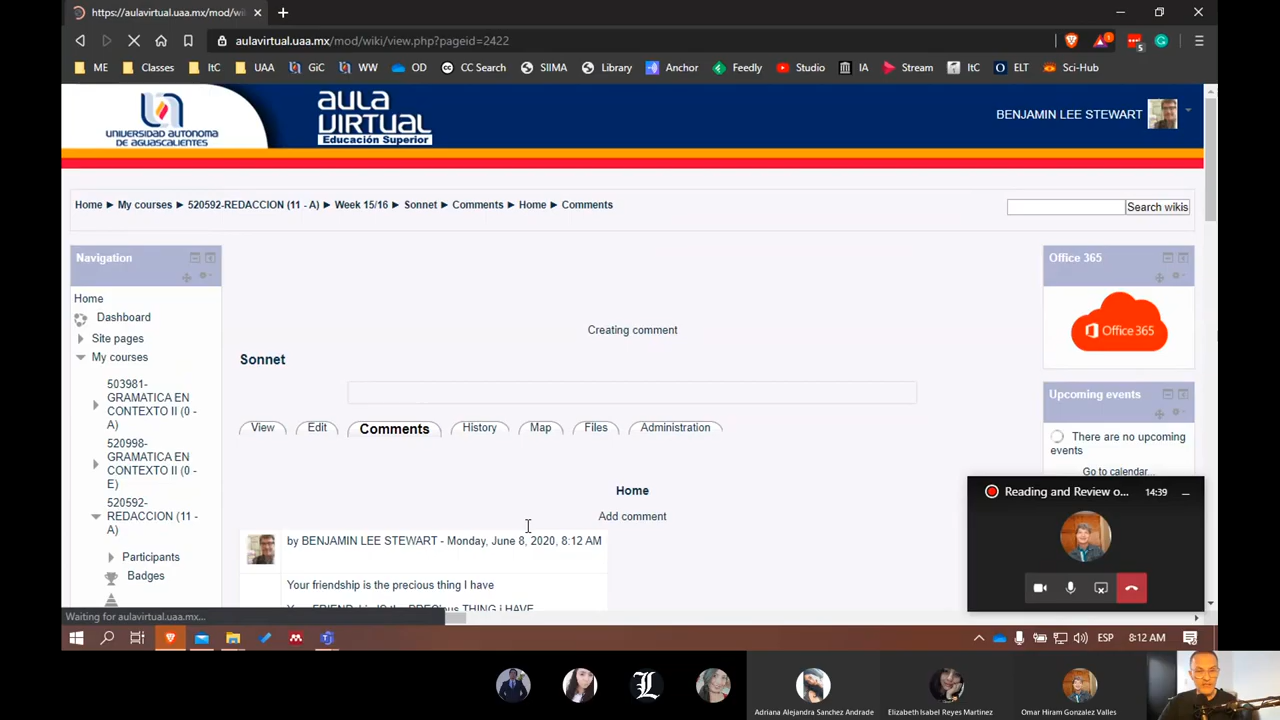 https://aulavirtual.uaa.mx/mod/wi
aulavirtual.uaa.mx/mod/wiki/view.php?pageid=2422
1
5
ME Classes ItC UAA GiC WW OD CC Search SIIMA Library Anchor Feedly Studio IA Stream ItC ELT Sci-Hub
UNIVERSIDAD AUTONOMA
DE AGUASCALIENTES
AULA
VIRTUAL
Educación Superior
BENJAMIN LEE STEWART
Home ► My courses ► 520592-REDACCION (11 - A) ► Week 15/16 ► Sonnet ► Comments ► Home ► Comments
Search wikis
Navigation
Home
Dashboard
Site pages
My courses
503981-
GRAMATICA EN
CONTEXTO II (0 -
A)
520998-
GRAMATICA EN
CONTEXTO II (0 -
E)
520592-
REDACCION (11 -
A)
Participants
Badges
Creating comment
Sonnet
View Edit Comments History Map Files Administration
Home
Add comment
by BENJAMIN LEE STEWART - Monday, June 8, 2020, 8:12 AM
Your friendship is the precious thing I have
FRIENDship IS the PRECious THING i HAVE
Office 365
Office 365
Upcoming events
There are no upcoming
events
Go to calendar...
Reading and Review o... 14:39
Waiting for aulavirtual.uaa.mx...
ESP 8:12 AM
L
Adriana Alejandra Sanchez Andrade
Elizabeth Isabel Reyes Martinez
Omar Hiram Gonzalez Valles